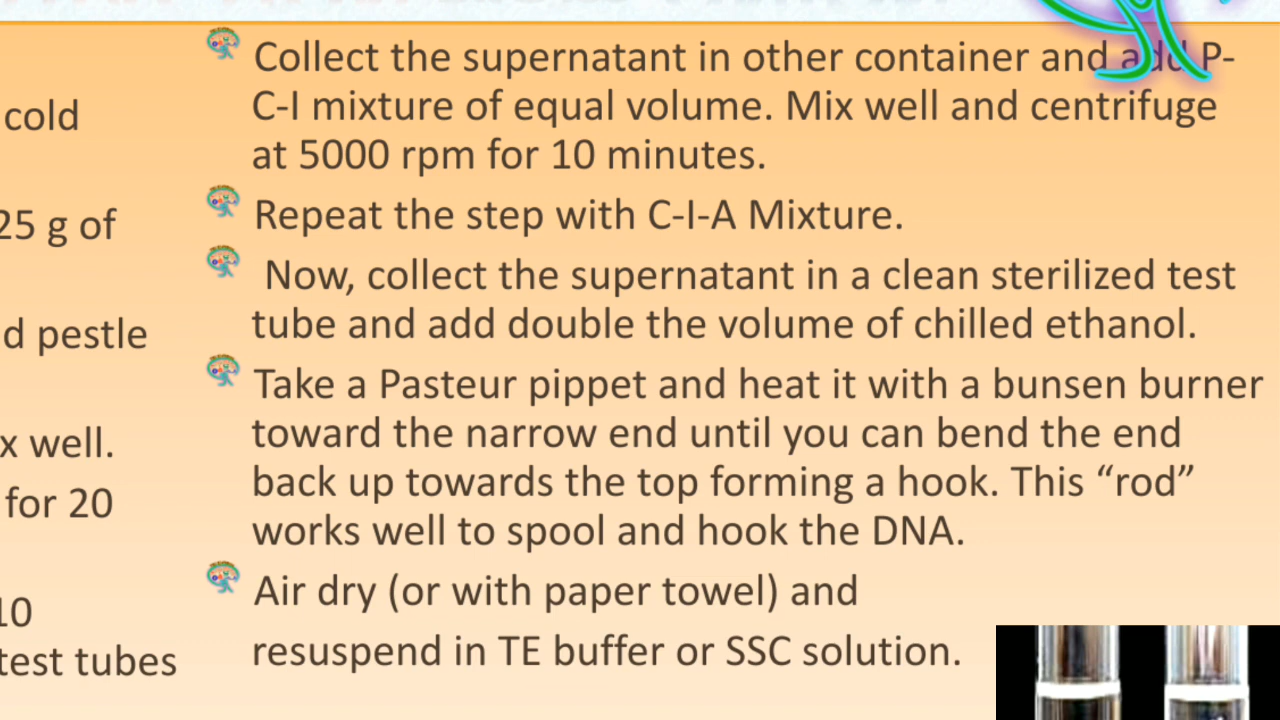 cold
25 g of
d pestle
x well.
for 20
10
test tubes
Collect the supernatant in other container and add P-
C-I mixture of equal volume. Mix well and centrifuge
at 5000 rpm for 10 minutes.
Repeat the step with C-I-A Mixture.
Now, collect the supernatant in a clean sterilized test
tube and add double the volume of chilled ethanol.
Take a Pasteur pippet and heat it with a bunsen burner
toward the narrow end until you can bend the end
back up towards the top forming a hook. This “rod”
works well to spool and hook the DNA.
Air dry (or with paper towel) and
resuspend in TE buffer or SSC solution.